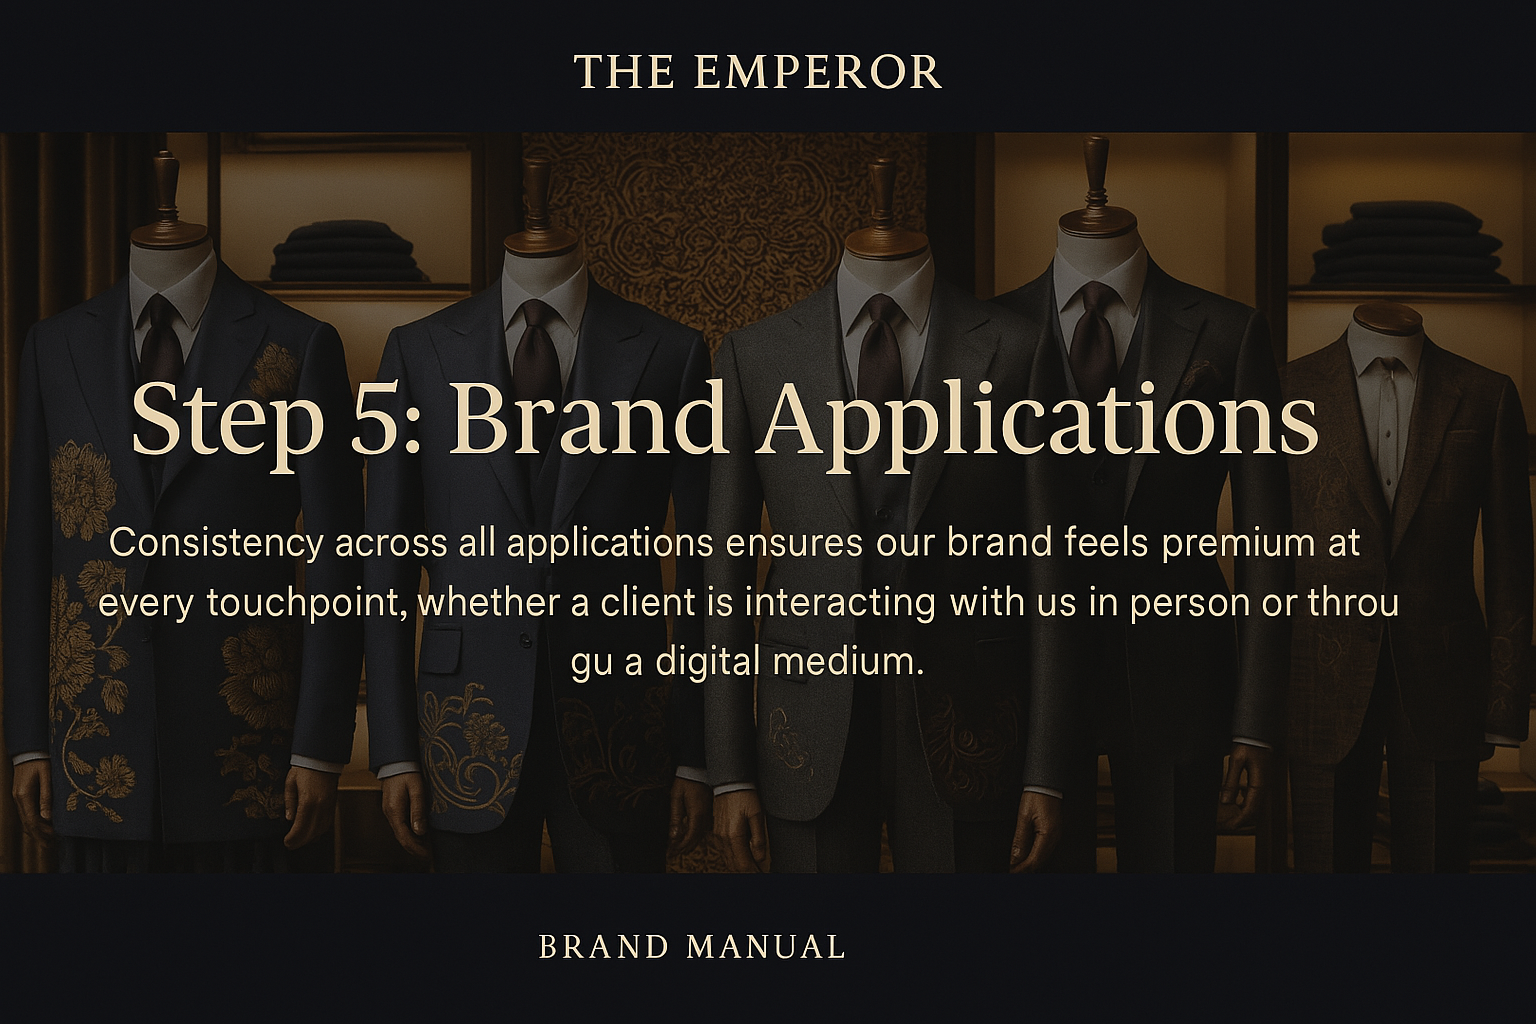 THE EMPEROR
Step 5: Brand Applications
Consistency across all applications ensures our brand feels premium at
every touchpoint, whether a client is interacting with us in person or throu
gu a digital medium.
BRAND MANUAL